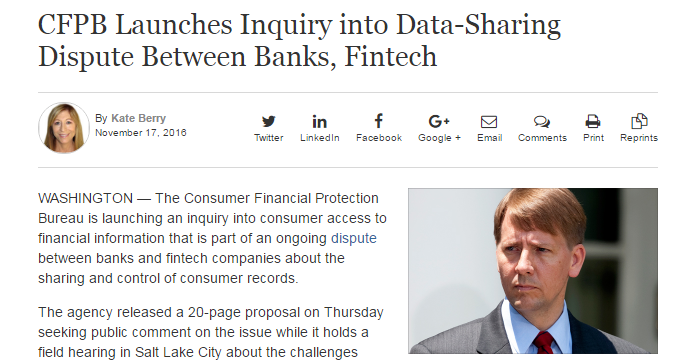 CFPB Launches Inquiry into Data-Sharing
Dispute Between Banks, Fintech
By Kate Berry
November 17, 2016
Twitter LinkedIn Facebook Google + Email Comments Print Reprints
WASHINGTON — The Consumer Financial Protection
Bureau is launching an inquiry into consumer access to
financial information that is part of an ongoing dispute
between banks and fintech companies about the
sharing and control of consumer records.
The agency released a 20-page proposal on Thursday
seeking public comment on the issue while it holds a
field hearing in Salt Lake City about the challenges